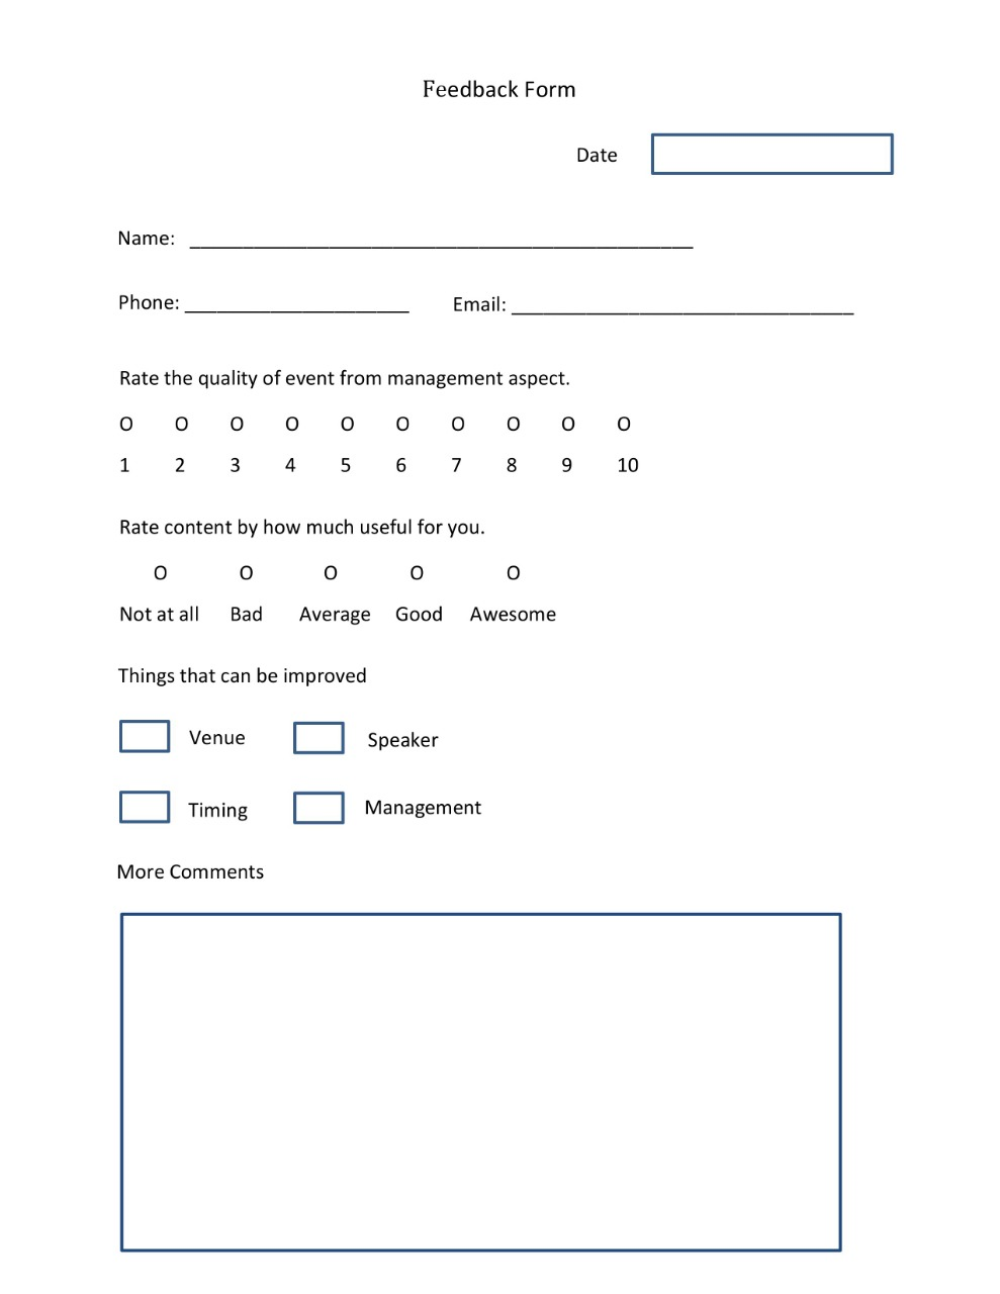 Feedback Form
Date
Name: ______________________________________________
Phone: ____________________ Email: ______________________________
Rate the quality of event from management aspect.
O O O O O O O O O O
1 2 3 4 5 6 7 8 9 10
Rate content by how much useful for you.
O O O O O
Not at all Bad Average Good Awesome
Things that can be improved
Venue Speaker
Timing Management
More Comments